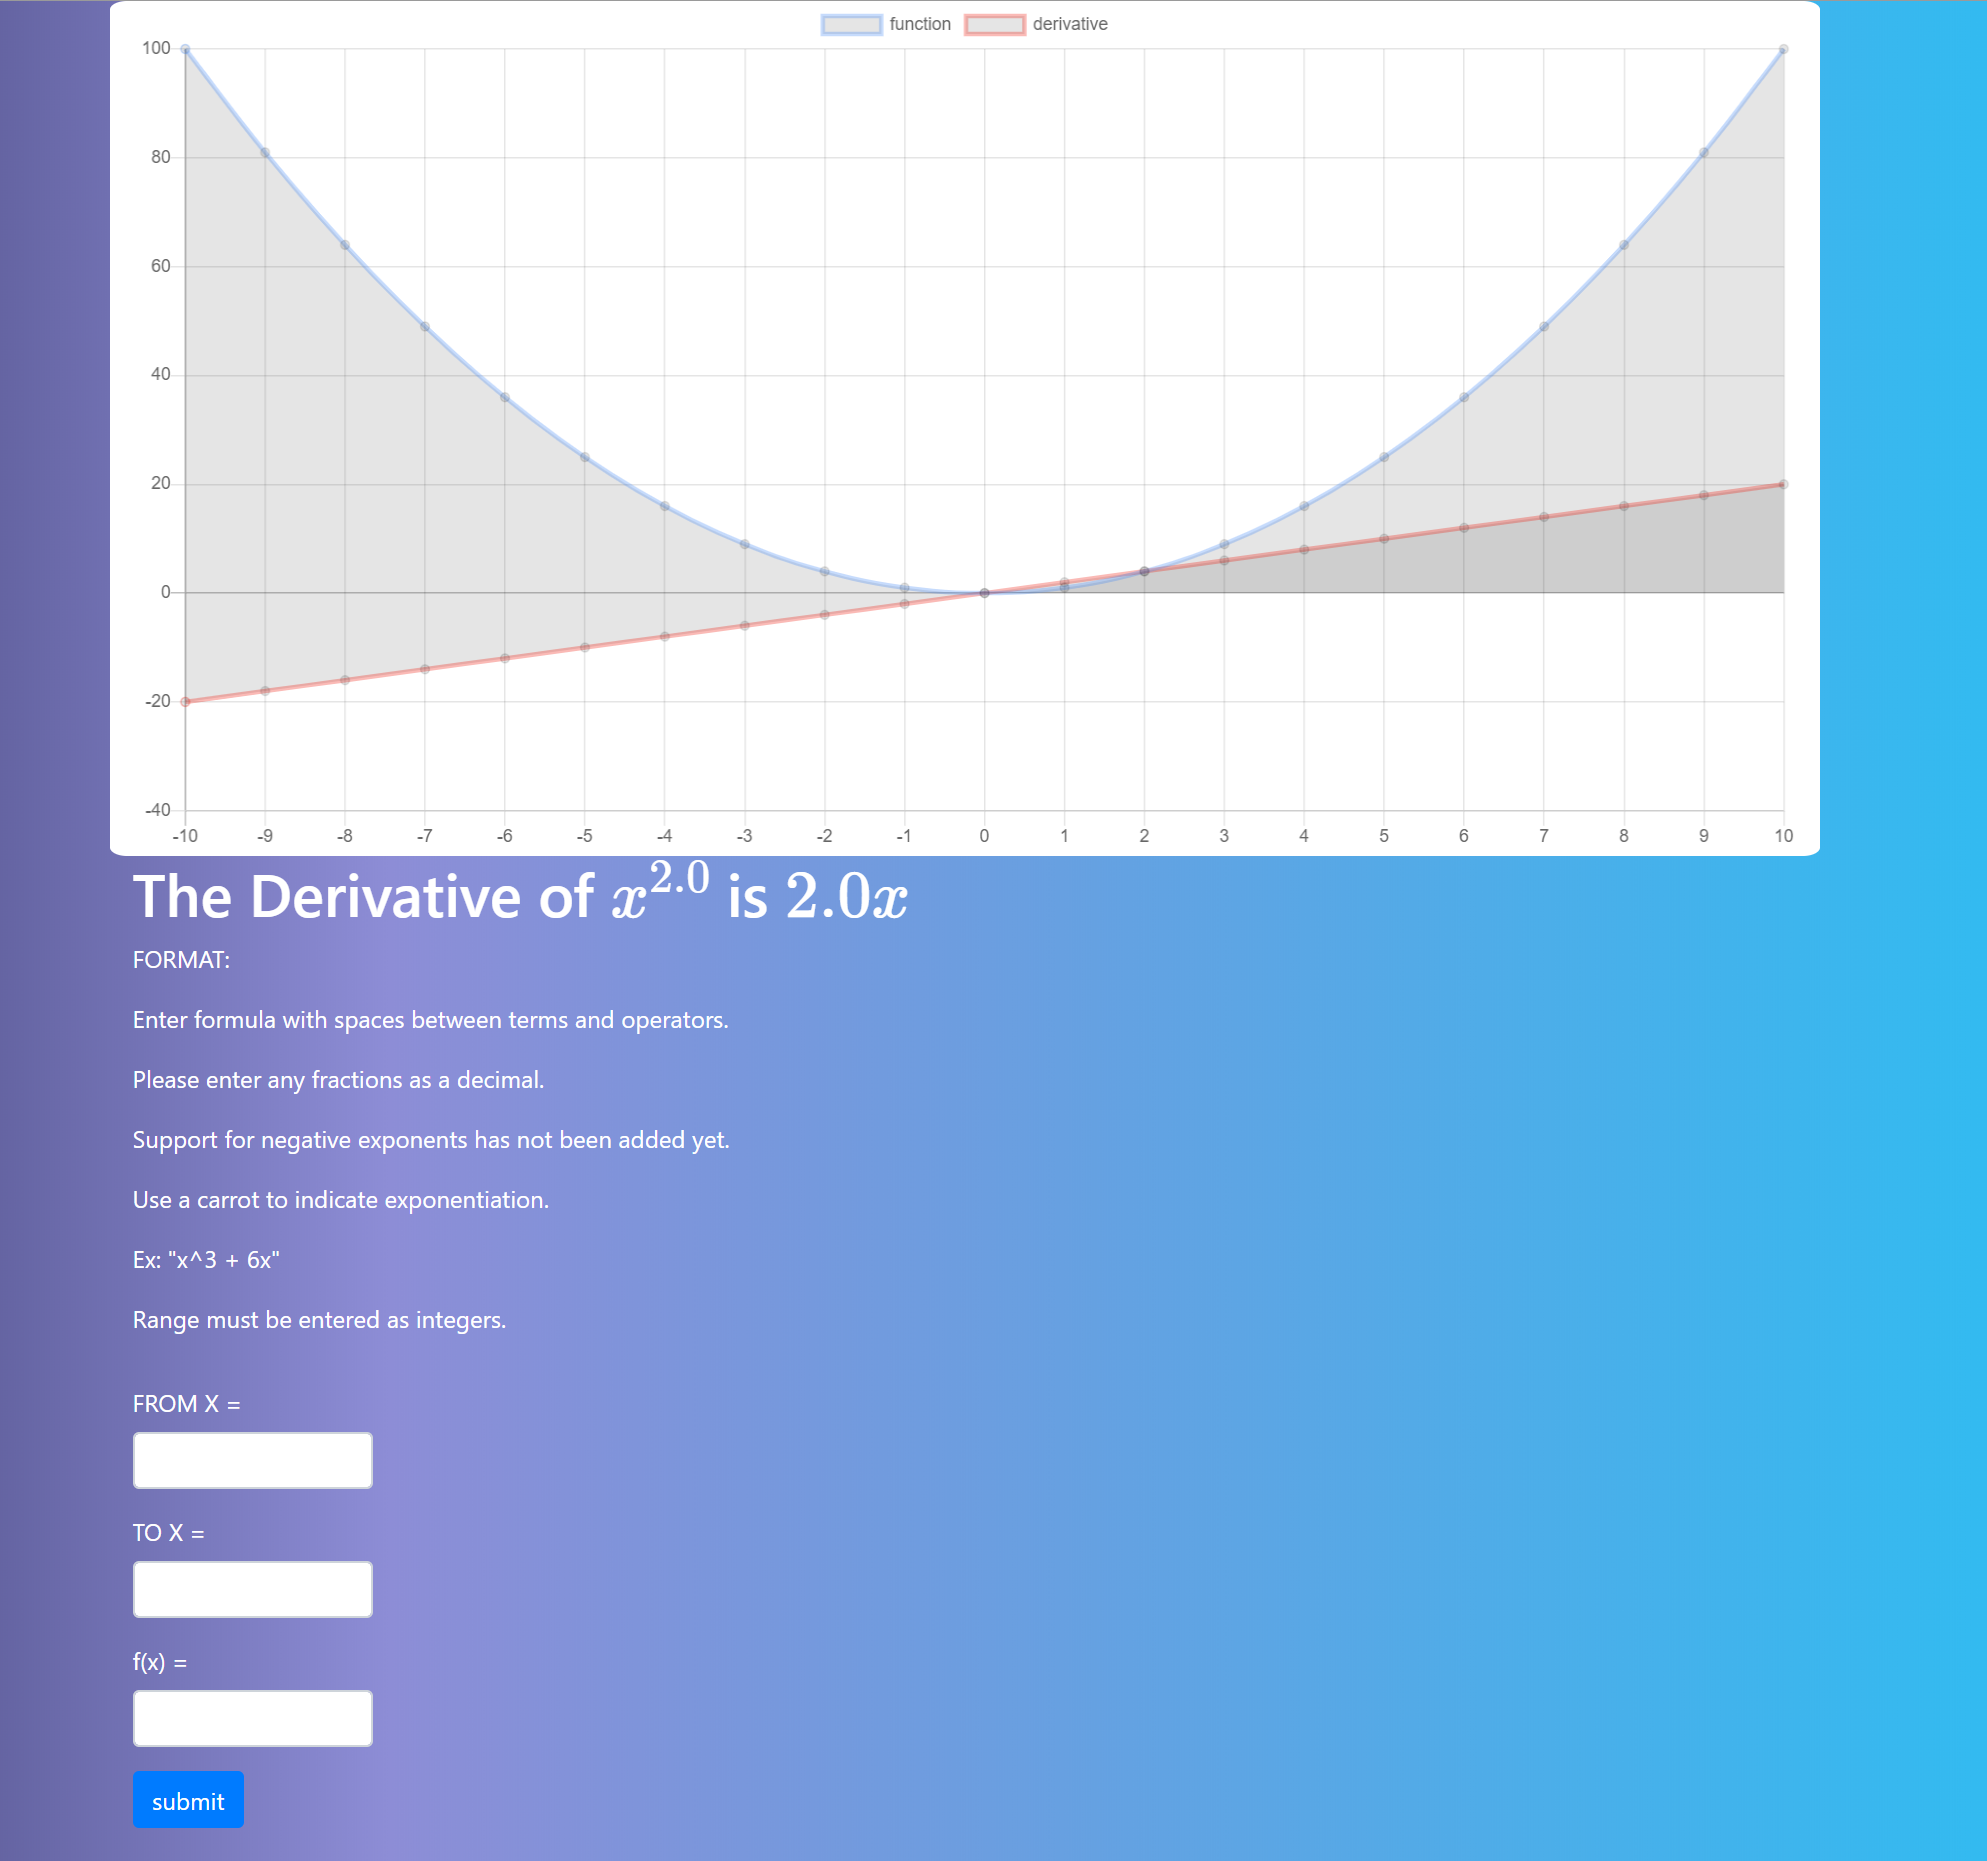 function derivative
100
80
60
40
20
0
-20
-40
-10 -9 -8 -7 -6 -5 -4 -3 -2 -1 0 1 2 3 4 5 6 7 8 9 10
The Derivative of x^2.0 is 2.0x
FORMAT:
Enter formula with spaces between terms and operators.
Please enter any fractions as a decimal.
Support for negative exponents has not been added yet.
Use a carrot to indicate exponentiation.
Ex: "x^3 + 6x"
Range must be entered as integers.
FROM X =
TO X =
f(x) =
submit